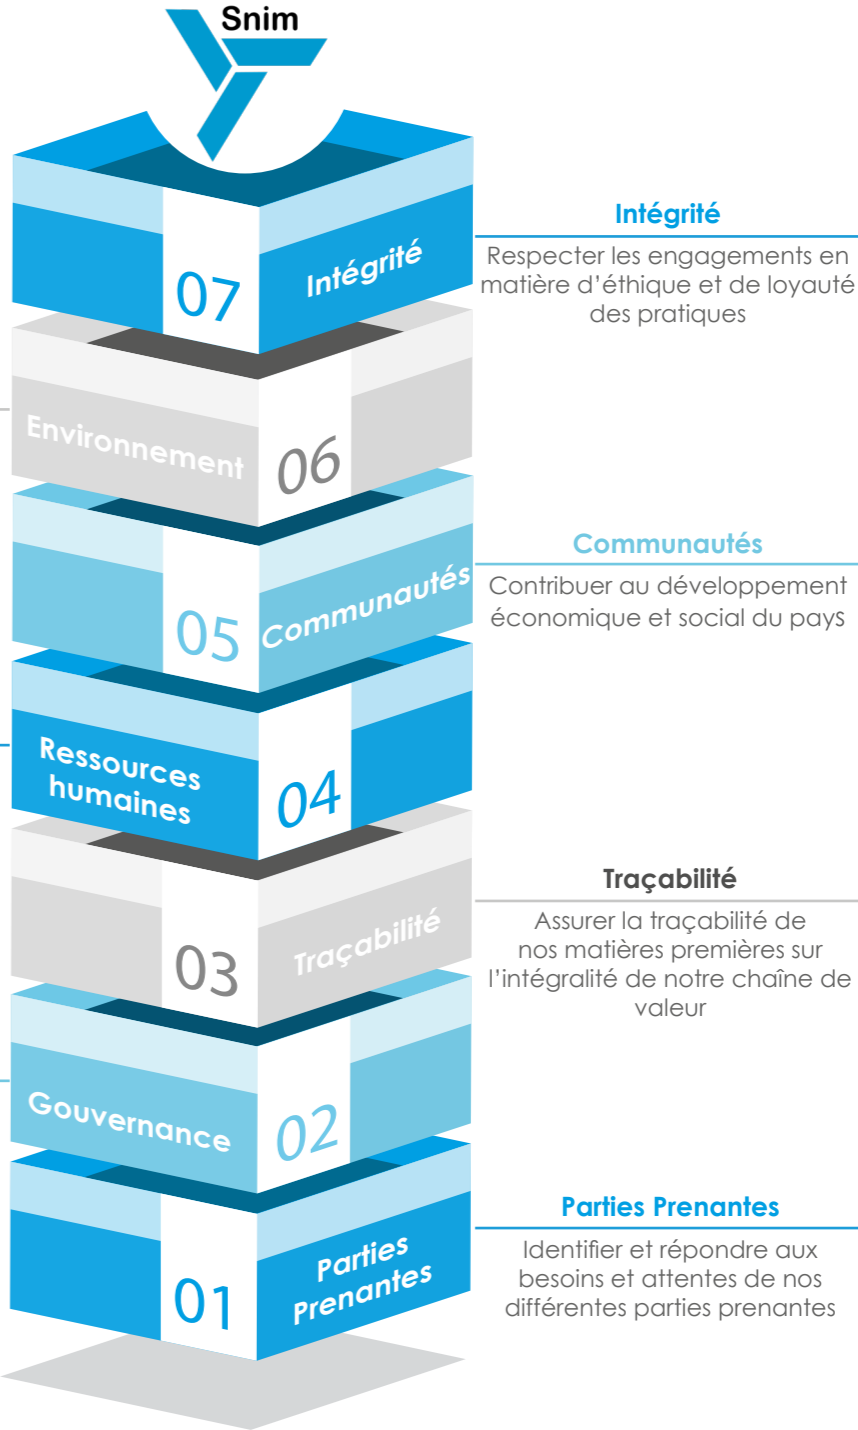 Snim
07
Intégrité
Intégrité
Respecter les engagements en
matière d’éthique et de loyauté
des pratiques
Environnement
06
05
Communautés
Communautés
Contribuer au développement
économique et social du pays
Ressources
humaines
04
03
Traçabilité
Traçabilité
Assurer la traçabilité de
nos matières premières sur
l’intégralité de notre chaîne de
valeur
Gouvernance
02
01
Parties
Prenantes
Parties Prenantes
Identifier et répondre aux
besoins et attentes de nos
différentes parties prenantes